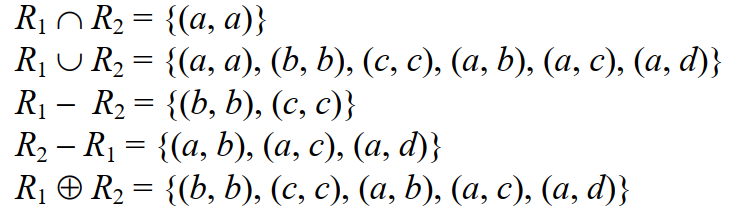 R₁ ∩ R₂ = {(a, a)}
R₁ ∪ R₂ = {(a, a), (b, b), (c, c), (a, b), (a, c), (a, d)}
R₁ − R₂ = {(b, b), (c, c)}
R₂ − R₁ = {(a, b), (a, c), (a, d)}
R₁ ⊕ R₂ = {(b, b), (c, c), (a, b), (a, c), (a, d)}